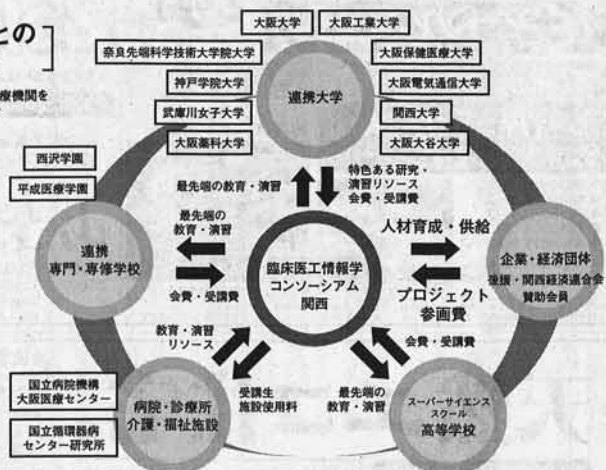 との
療機関を
大阪大学
大阪工業大学
奈良先端科学技術大学院大学
大阪保健医療大学
神戸学院大学
大阪電気通信大学
武庫川女子大学
関西大学
大阪薬科大学
大阪大谷大学
連携大学
西沢学園
平成医療学園
最先端の教育・演習
特色ある研究・
演習リソース
会費・受講費
連携
専門・専修学校
最先端の
教育・演習
会費・受講費
臨床医工情報学
コンソーシアム
関西
人材育成・供給
プロジェクト
参画費
企業・経済団体
後援・関西経済連合会
賛助会員
教育・演習
リソース
受講生
施設使用料
会費・受講費
最先端の
教育・演習
国立病院機構
大阪医療センター
国立循環器病
センター研究所
病院・診療所
介護・福祉施設
スーパーサイエンス
スクール
高等学校